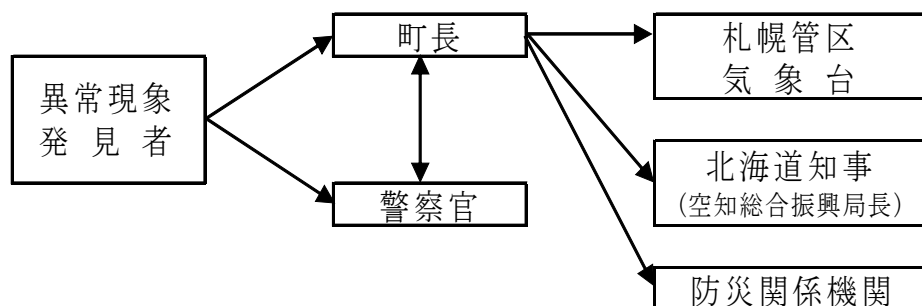 異常現象
発見者
町長
警察官
札幌管区
気象台
北海道知事
(空知総合振興局長)
防災関係機関